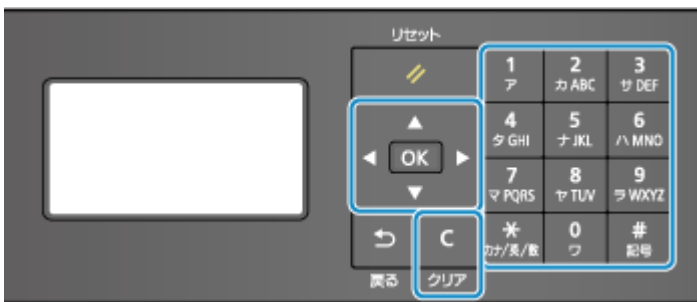 リセット
1 2 3
ア カ ABC サ DEF
OK
4 5 6
タ GHI ナ JKL ハ MNO
7 8 9
マ PQRS ヤ TUV ラ WXYZ
C
* 0 #
カナ/英/数 ワ 記号
戻る クリア